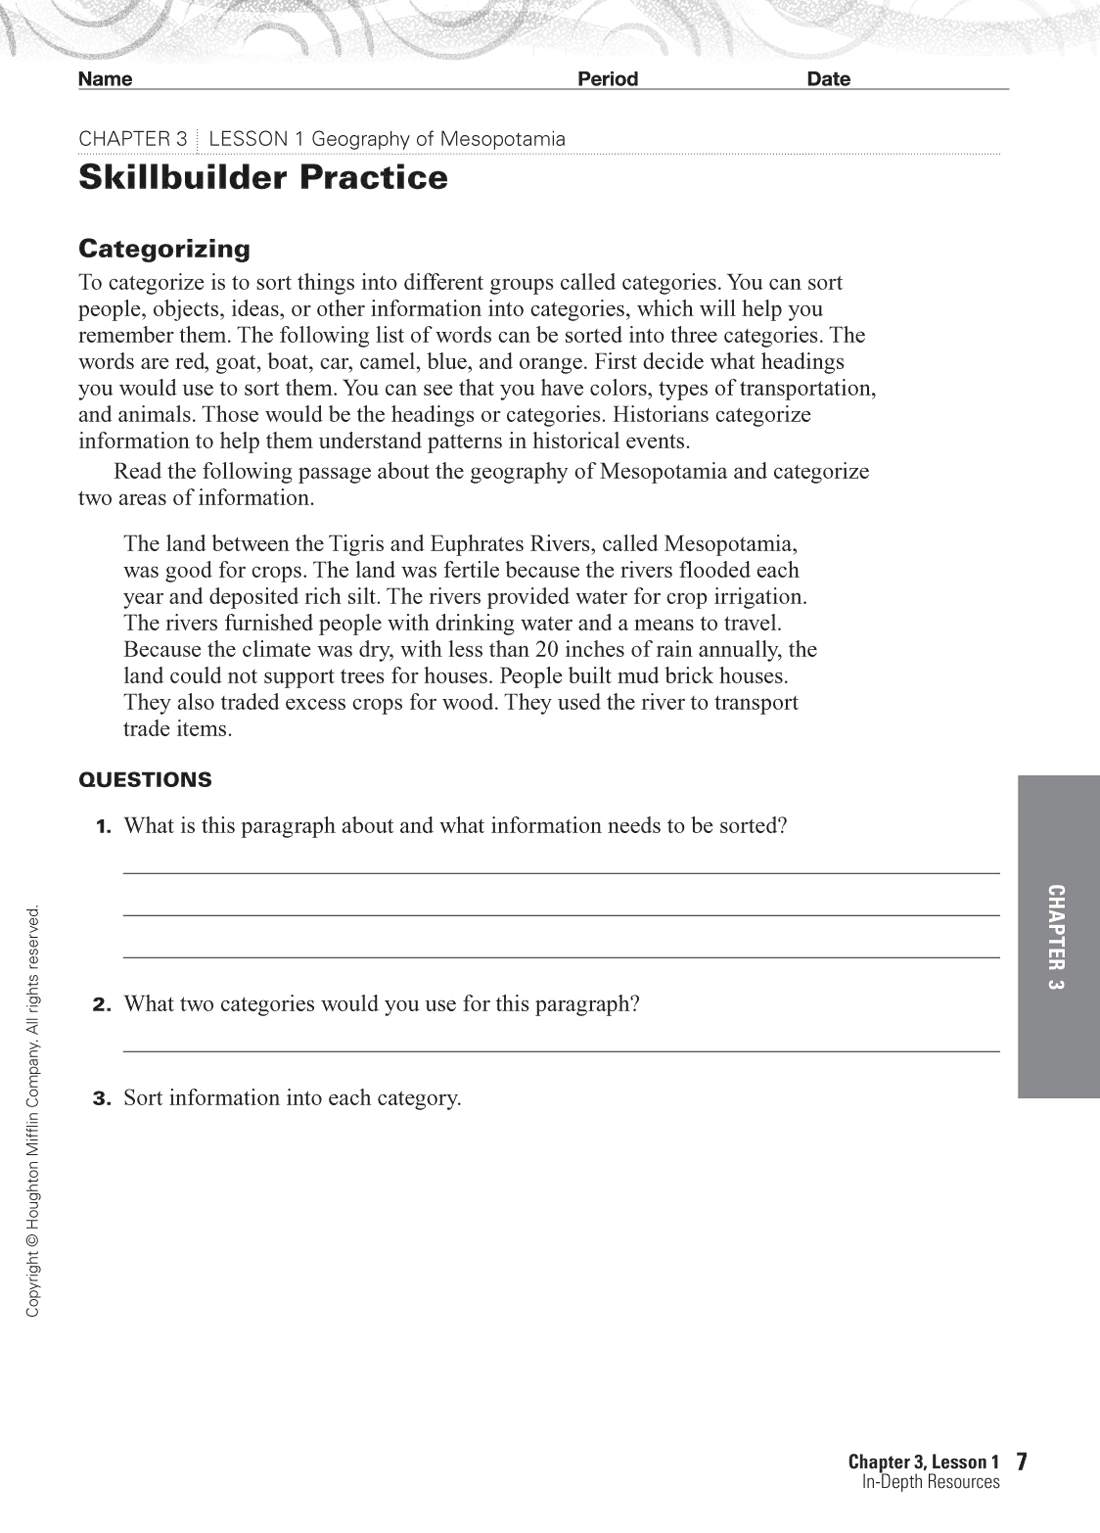 Name Period Date
CHAPTER 3 LESSON 1 Geography of Mesopotamia
Skillbuilder Practice
Categorizing
To categorize is to sort things into different groups called categories. You can sort
people, objects, ideas, or other information into categories, which will help you
remember them. The following list of words can be sorted into three categories. The
words are red, goat, boat, car, camel, blue, and orange. First decide what headings
you would use to sort them. You can see that you have colors, types of transportation,
and animals. Those would be the headings or categories. Historians categorize
information to help them understand patterns in historical events.
Read the following passage about the geography of Mesopotamia and categorize
two areas of information.
The land between the Tigris and Euphrates Rivers, called Mesopotamia,
was good for crops. The land was fertile because the rivers flooded each
year and deposited rich silt. The rivers provided water for crop irrigation.
The rivers furnished people with drinking water and a means to travel.
Because the climate was dry, with less than 20 inches of rain annually, the
land could not support trees for houses. People built mud brick houses.
They also traded excess crops for wood. They used the river to transport
trade items.
QUESTIONS
1. What is this paragraph about and what information needs to be sorted?
2. What two categories would you use for this paragraph?
3. Sort information into each category.
CHAPTER 3
Copyright © Houghton Mifflin Company. All rights reserved.
Chapter 3, Lesson 1 7
In-Depth Resources